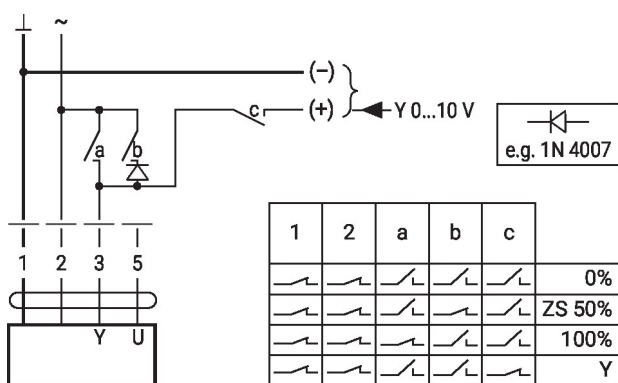 ⊥ ~
(–)
c (+) Y 0...10 V
a b
e.g. 1N 4007
1 2 3 5
Y U
1 2 a b c
0%
ZS 50%
100%
Y